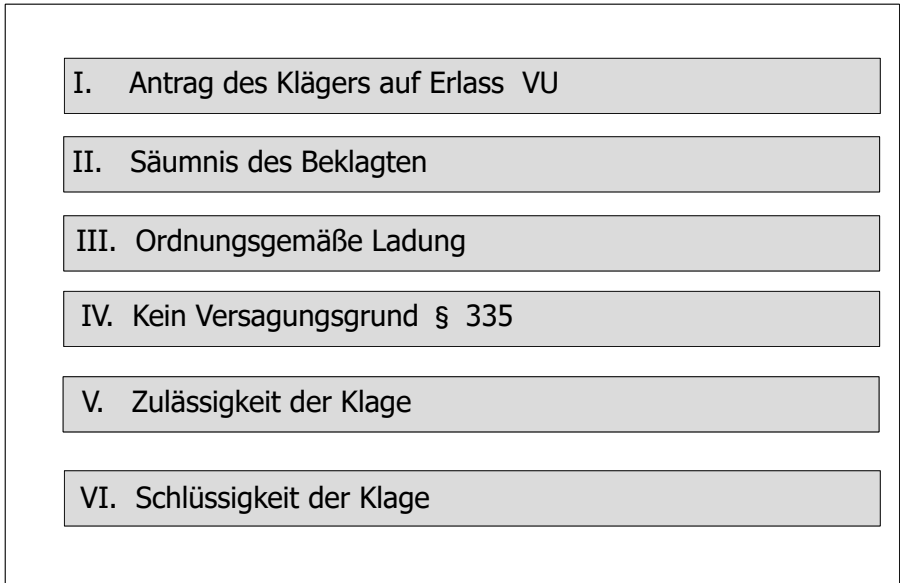 I. Antrag des Klägers auf Erlass VU
II. Säumnis des Beklagten
III. Ordnungsgemäße Ladung
IV. Kein Versagungsgrund § 335
V. Zulässigkeit der Klage
VI. Schlüssigkeit der Klage